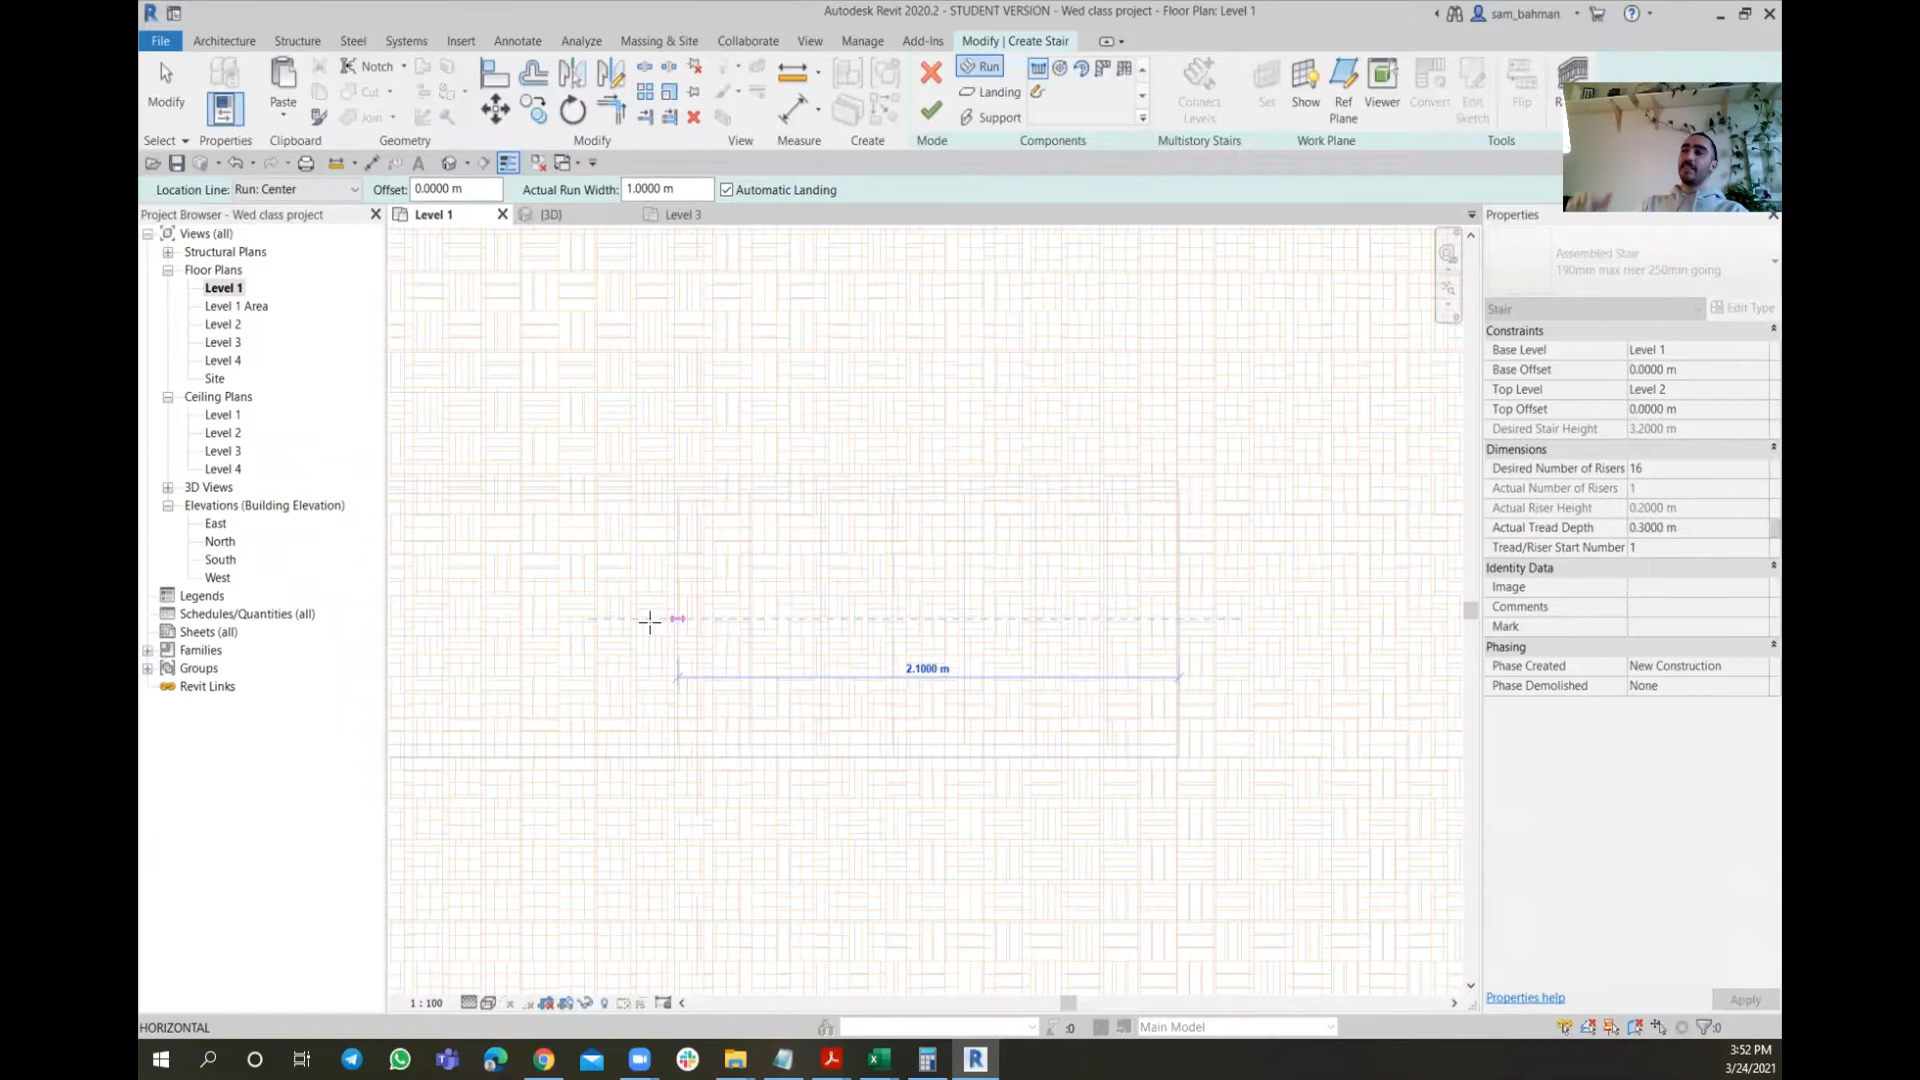 Autodesk Revit 2020.2 - STUDENT VERSION - Wed class project - Floor Plan: Level 1
sam_bahman
File Architecture Structure Steel Systems Insert Annotate Analyze Massing & Site Collaborate View Manage Add-Ins Modify | Create Stair
Notch
Run
Cut
Landing
Modify
Paste
Connect Levels
Set
Show
Ref Plane
Viewer
Convert
Edit Sketch
Flip
Join
Support
Select Properties Clipboard Geometry Modify View Measure Create Mode Components Multistory Stairs Work Plane Tools
Location Line: Run: Center Offset: 0.0000 m Actual Run Width: 1.0000 m Automatic Landing
Project Browser - Wed class project
Level 1
{3D}
Level 3
Properties
Views (all)
Structural Plans
Floor Plans
Level 1
Level 1 Area
Level 2
Level 3
Level 4
Site
Ceiling Plans
Level 1
Level 2
Level 3
Level 4
3D Views
Elevations (Building Elevation)
East
North
South
West
Legends
Schedules/Quantities (all)
Sheets (all)
Families
Groups
Revit Links
2.1000 m
Assembled Stair
190mm max riser 250mm going
Stair Edit Type
Constraints
Base Level Level 1
Base Offset 0.0000 m
Top Level Level 2
Top Offset 0.0000 m
Desired Stair Height 3.2000 m
Dimensions
Desired Number of Risers 16
Actual Number of Risers 1
Actual Riser Height 0.2000 m
Actual Tread Depth 0.3000 m
Tread/Riser Start Number 1
Identity Data
Image
Comments
Mark
Phasing
Phase Created New Construction
Phase Demolished None
Properties help Apply
1 : 100
HORIZONTAL
:0
Main Model
:0
3:52 PM
3/24/2021